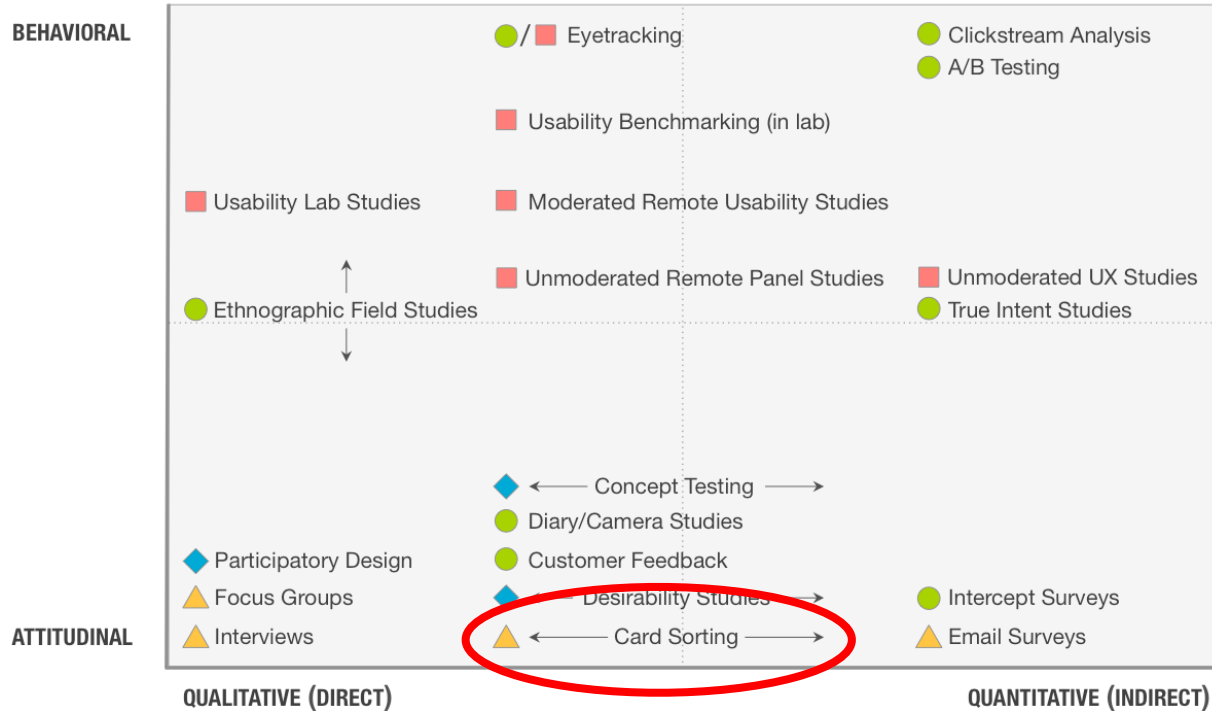 BEHAVIORAL
/ Eyetracking
Clickstream Analysis
A/B Testing
Usability Benchmarking (in lab)
Usability Lab Studies
Moderated Remote Usability Studies
Unmoderated Remote Panel Studies
Unmoderated UX Studies
Ethnographic Field Studies
True Intent Studies
Concept Testing
Diary/Camera Studies
Participatory Design
Customer Feedback
Focus Groups
Desirability Studies
Intercept Surveys
ATTITUDINAL
Interviews
Card Sorting
Email Surveys
QUALITATIVE (DIRECT)
QUANTITATIVE (INDIRECT)